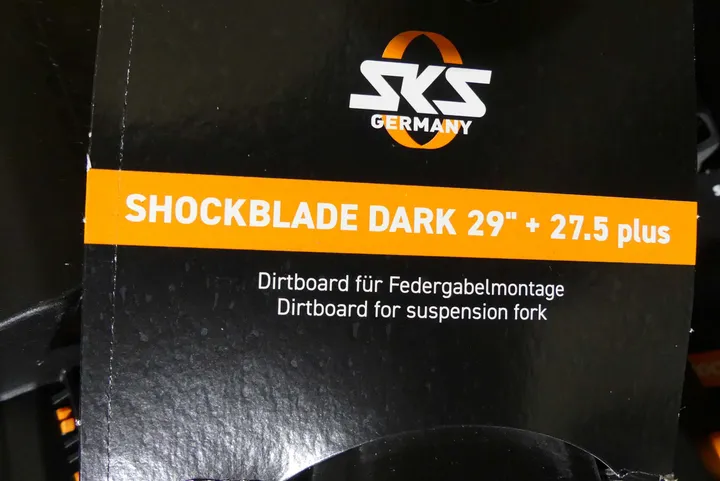 SKS
GERMANY
SHOCKBLADE DARK 29" + 27.5 plus
Dirtboard für Federgabelmontage
Dirtboard for suspension fork